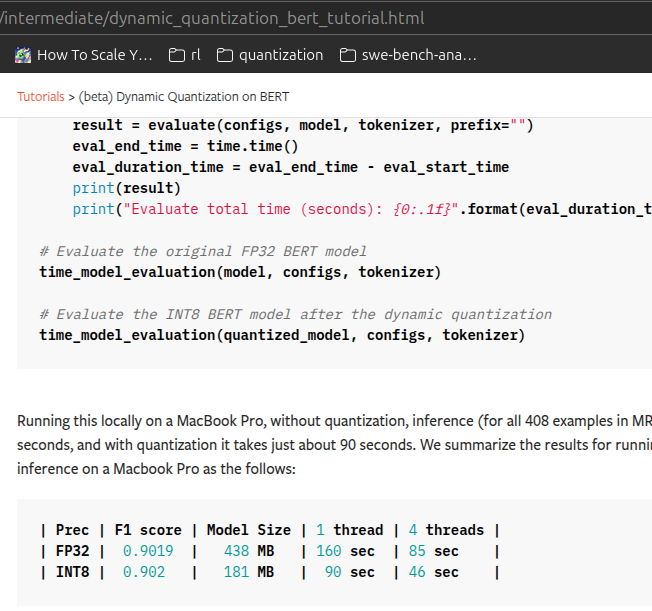 /intermediate/dynamic_quantization_bert_tutorial.html
How To Scale Y… rl quantization swe-bench-ana…
Tutorials > (beta) Dynamic Quantization on BERT
result = evaluate(configs, model, tokenizer, prefix="")
eval_end_time = time.time()
eval_duration_time = eval_end_time - eval_start_time
print(result)
print("Evaluate total time (seconds): {0:.1f}".format(eval_duration_t
# Evaluate the original FP32 BERT model
time_model_evaluation(model, configs, tokenizer)
# Evaluate the INT8 BERT model after the dynamic quantization
time_model_evaluation(quantized_model, configs, tokenizer)
Running this locally on a MacBook Pro, without quantization, inference (for all 408 examples in MR
seconds, and with quantization it takes just about 90 seconds. We summarize the results for runni
inference on a Macbook Pro as the follows:
| Prec | F1 score | Model Size | 1 thread | 4 threads |
| FP32 | 0.9019 | 438 MB | 160 sec | 85 sec |
| INT8 | 0.902 | 181 MB | 90 sec | 46 sec |